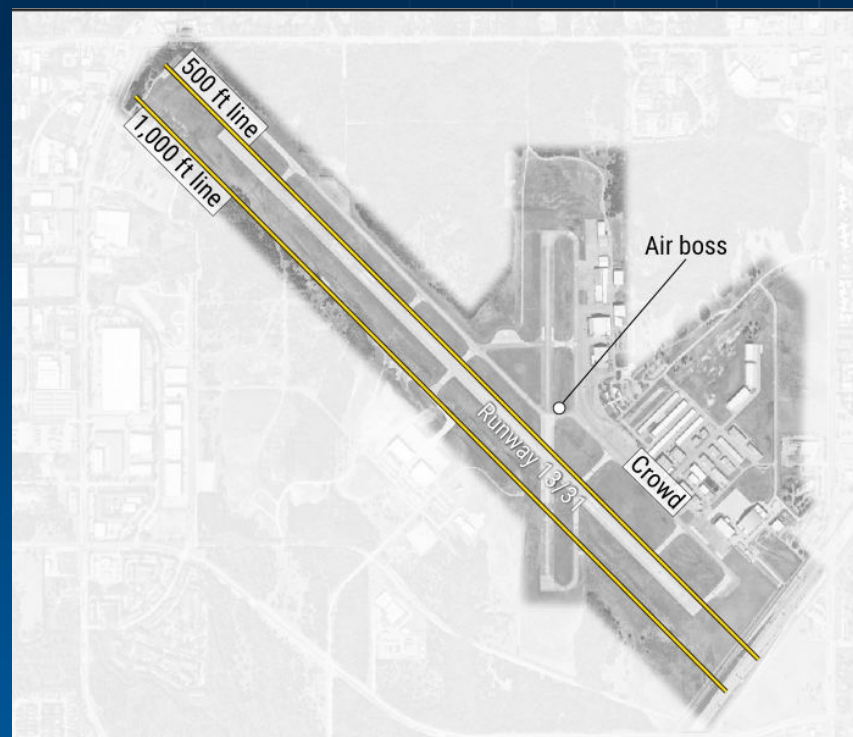 500 ft line
1,000 ft line
Air boss
Runway 13/31
Crowd